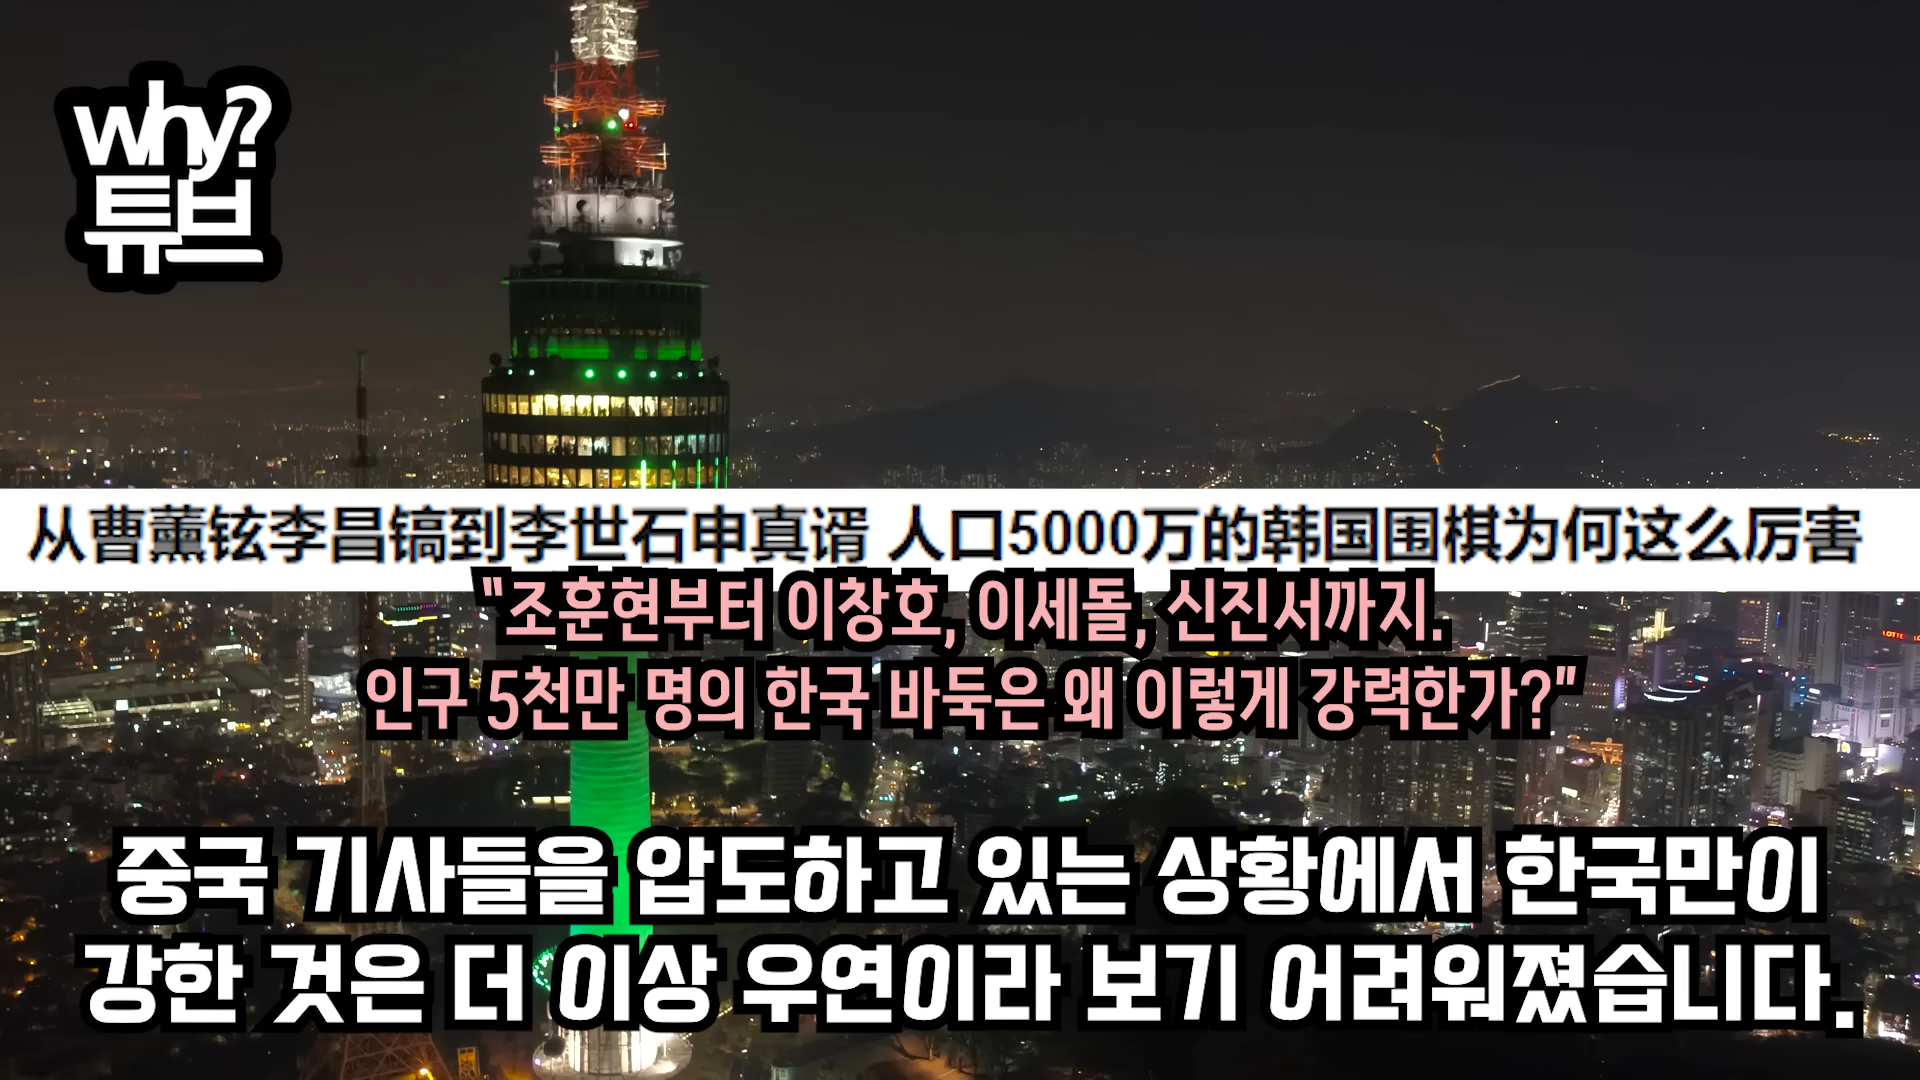 why?
튜브
从曹薰铉李昌镐到李世石申真谞 人口5000万的韩国围棋为何这么厉害
"조훈현부터 이창호, 이세돌, 신진서까지.
인구 5천만 명의 한국 바둑은 왜 이렇게 강력한가?"
LOTTE
중국 기사들을 압도하고 있는 상황에서 한국만이
강한 것은 더 이상 우연이라 보기 어려워졌습니다.